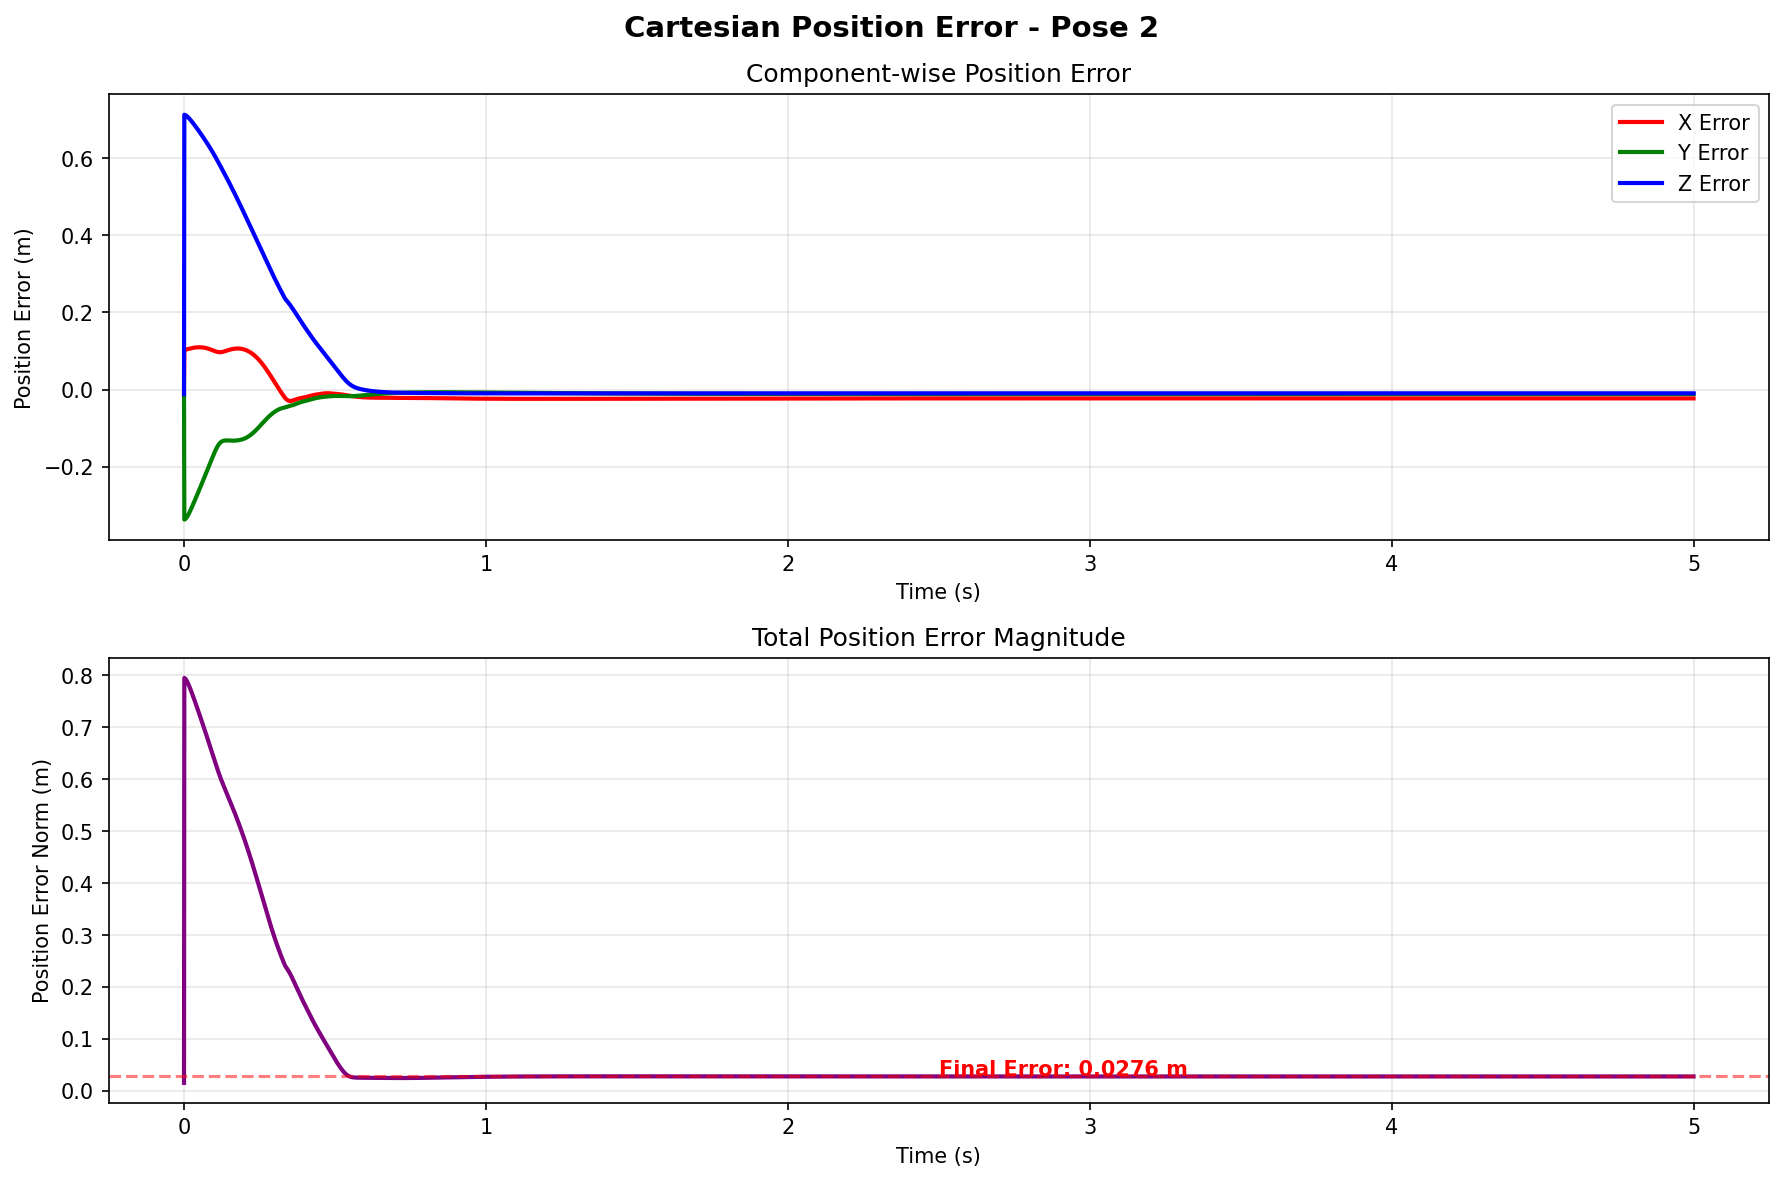 Cartesian Position Error - Pose 2
Component-wise Position Error
X Error
Y Error
Z Error
Position Error (m)
0.6
0.4
0.2
0.0
−0.2
0 1 2 3 4 5
Time (s)
Total Position Error Magnitude
Position Error Norm (m)
0.8
0.7
0.6
0.5
0.4
0.3
0.2
0.1
0.0
Final Error: 0.0276 m
0 1 2 3 4 5
Time (s)